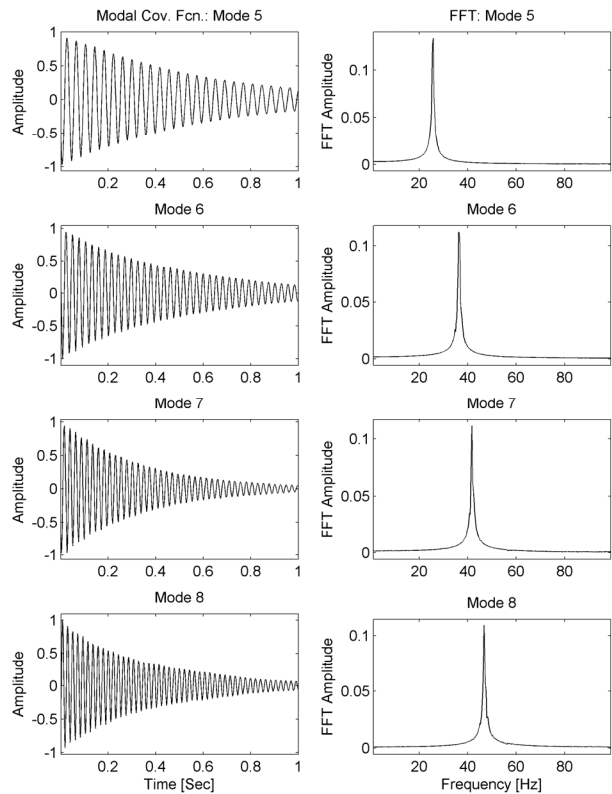 Modal Cov. Fcn.: Mode 5
FFT: Mode 5
Amplitude
1
0.5
0
-0.5
-1
0.2 0.4 0.6 0.8 1
FFT Amplitude
0.1
0.05
0
20 40 60 80
Mode 6
Mode 6
Amplitude
1
0.5
0
-0.5
-1
0.2 0.4 0.6 0.8 1
FFT Amplitude
0.1
0.05
0
20 40 60 80
Mode 7
Mode 7
Amplitude
1
0.5
0
-0.5
-1
0.2 0.4 0.6 0.8 1
FFT Amplitude
0.1
0.05
0
20 40 60 80
Mode 8
Mode 8
Amplitude
1
0.5
0
-0.5
-1
0.2 0.4 0.6 0.8 1
Time [Sec]
FFT Amplitude
0.1
0.05
0
20 40 60 80
Frequency [Hz]